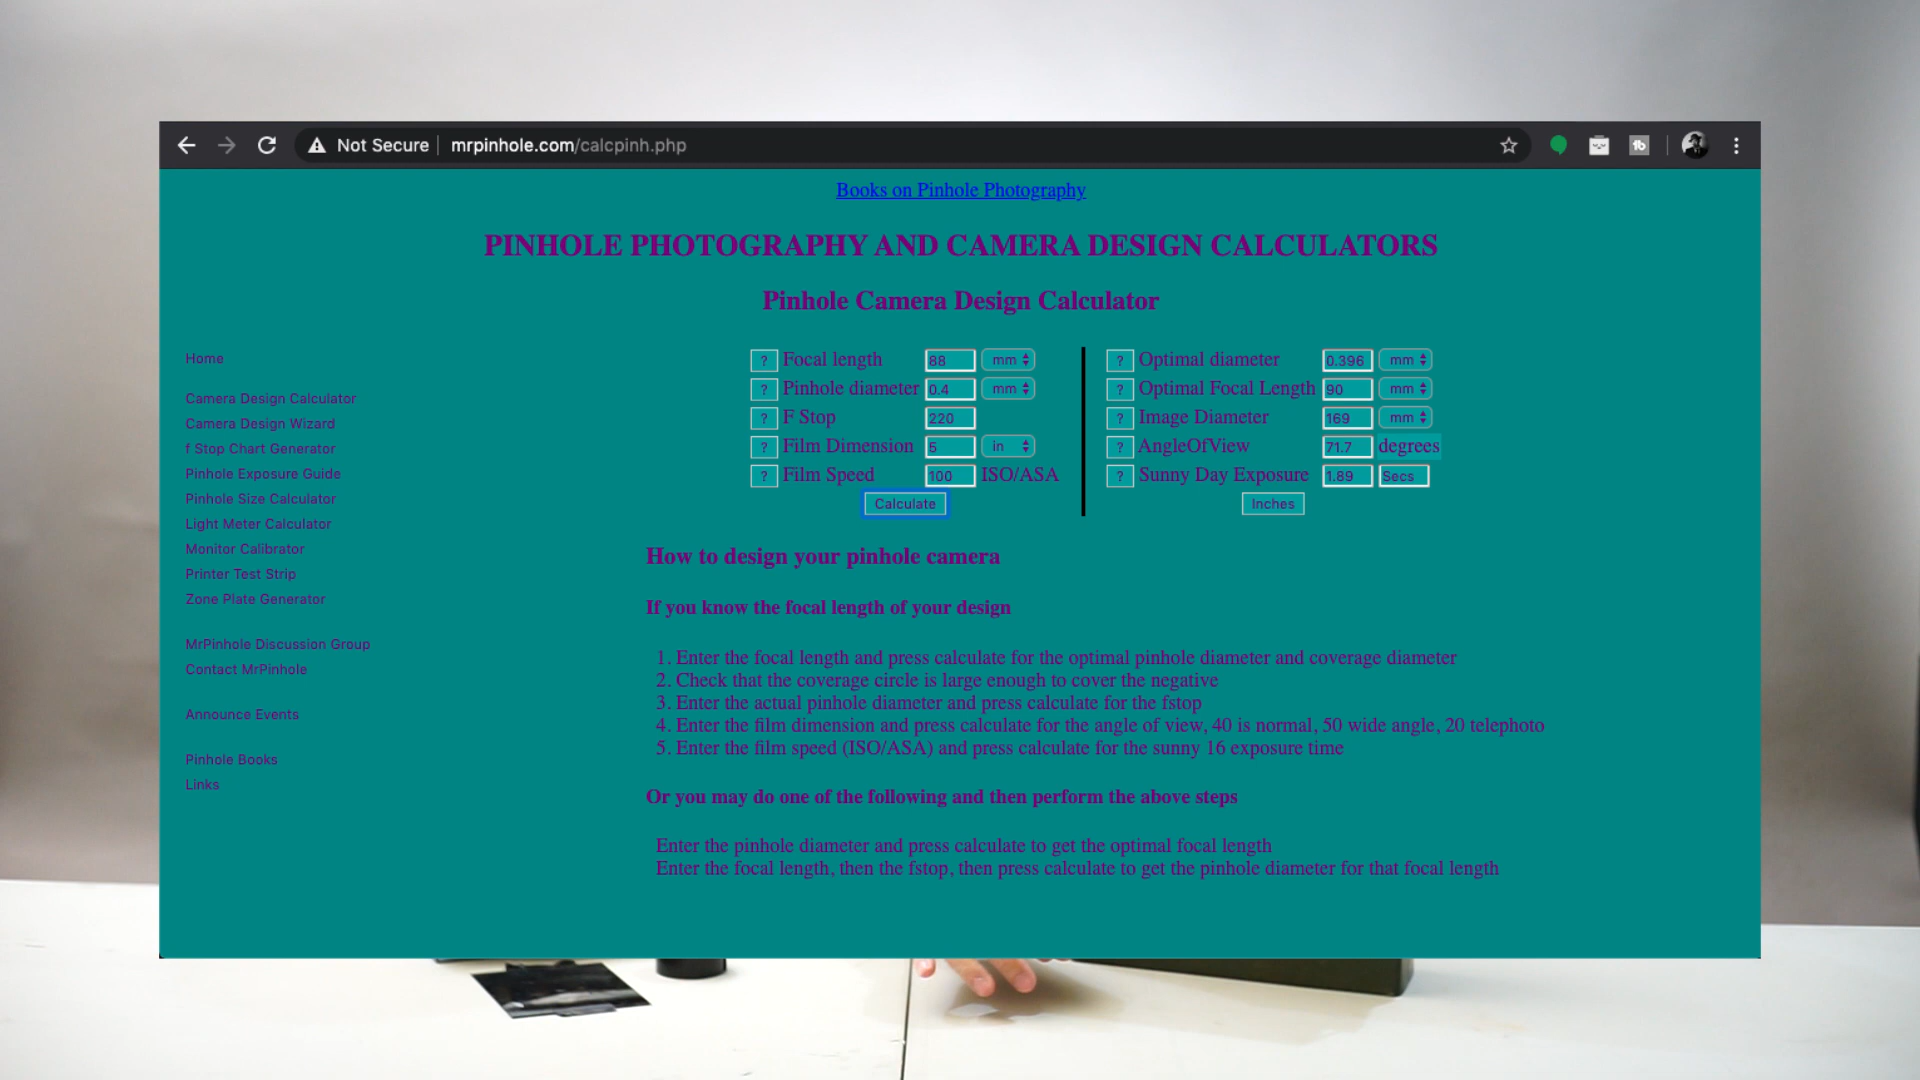 Not Secure | mrpinhole.com/calcpinh.php
Books on Pinhole Photography
PINHOLE PHOTOGRAPHY AND CAMERA DESIGN CALCULATORS
Pinhole Camera Design Calculator
Home
Camera Design Calculator
Camera Design Wizard
f Stop Chart Generator
Pinhole Exposure Guide
Pinhole Size Calculator
Light Meter Calculator
Monitor Calibrator
Printer Test Strip
Zone Plate Generator
MrPinhole Discussion Group
Contact MrPinhole
Announce Events
Pinhole Books
Links
? Focal length 88 mm
? Pinhole diameter 0.4 mm
? F Stop 220
? Film Dimension 5 in
? Film Speed 100 ISO/ASA
Calculate
? Optimal diameter 0.396 mm
? Optimal Focal Length 90 mm
? Image Diameter 169 mm
? AngleOfView 71.7 degrees
? Sunny Day Exposure 1.89 Secs
Inches
How to design your pinhole camera
If you know the focal length of your design
1. Enter the focal length and press calculate for the optimal pinhole diameter and coverage diameter
2. Check that the coverage circle is large enough to cover the negative
3. Enter the actual pinhole diameter and press calculate for the fstop
4. Enter the film dimension and press calculate for the angle of view, 40 is normal, 50 wide angle, 20 telephoto
5. Enter the film speed (ISO/ASA) and press calculate for the sunny 16 exposure time
Or you may do one of the following and then perform the above steps
Enter the pinhole diameter and press calculate to get the optimal focal length
Enter the focal length, then the fstop, then press calculate to get the pinhole diameter for that focal length